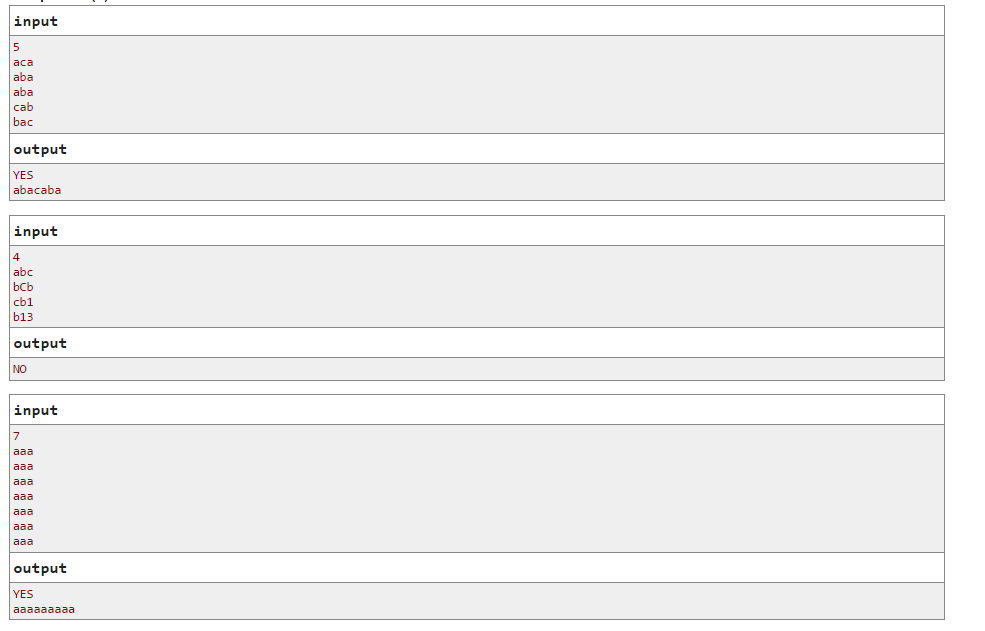 input
5
aca
aba
aba
cab
bac
output
YES
abacaba
input
4
abc
bCb
cb1
b13
output
NO
input
7
aaa
aaa
aaa
aaa
aaa
aaa
aaa
output
YES
aaaaaaaaa